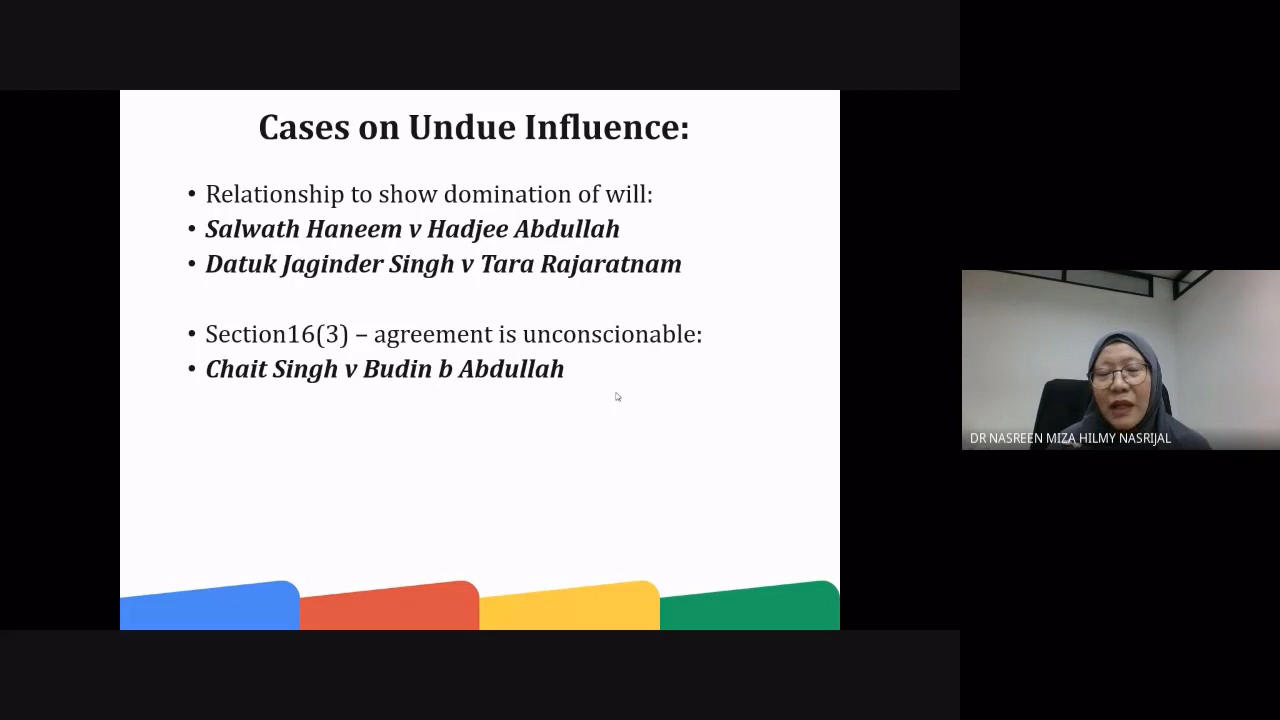 Cases on Undue Influence:
• Relationship to show domination of will:
• Salwath Haneem v Hadjee Abdullah
• Datuk Jaginder Singh v Tara Rajaratnam
• Section16(3) – agreement is unconscionable:
• Chait Singh v Budin b Abdullah
DR NASREEN MIZA HILMY NASRIJAL